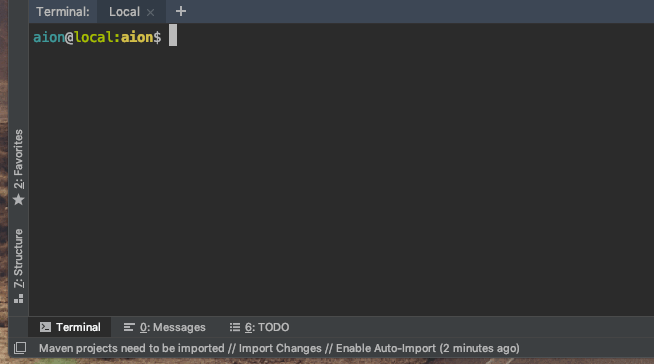 Terminal: Local × +
aion@local:aion$
2: Favorites
7: Structure
Terminal 0: Messages 6: TODO
Maven projects need to be imported // Import Changes // Enable Auto-Import (2 minutes ago)